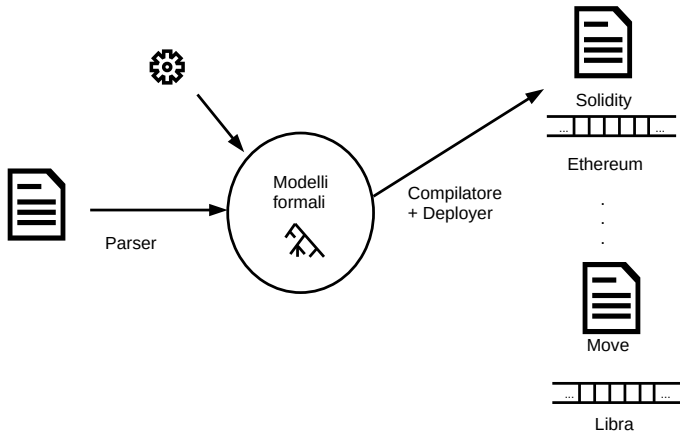 Solidity
... ...
Ethereum
Modelli
formali
Compilatore
+ Deployer
Parser
.
.
.
Move
... ...
Libra